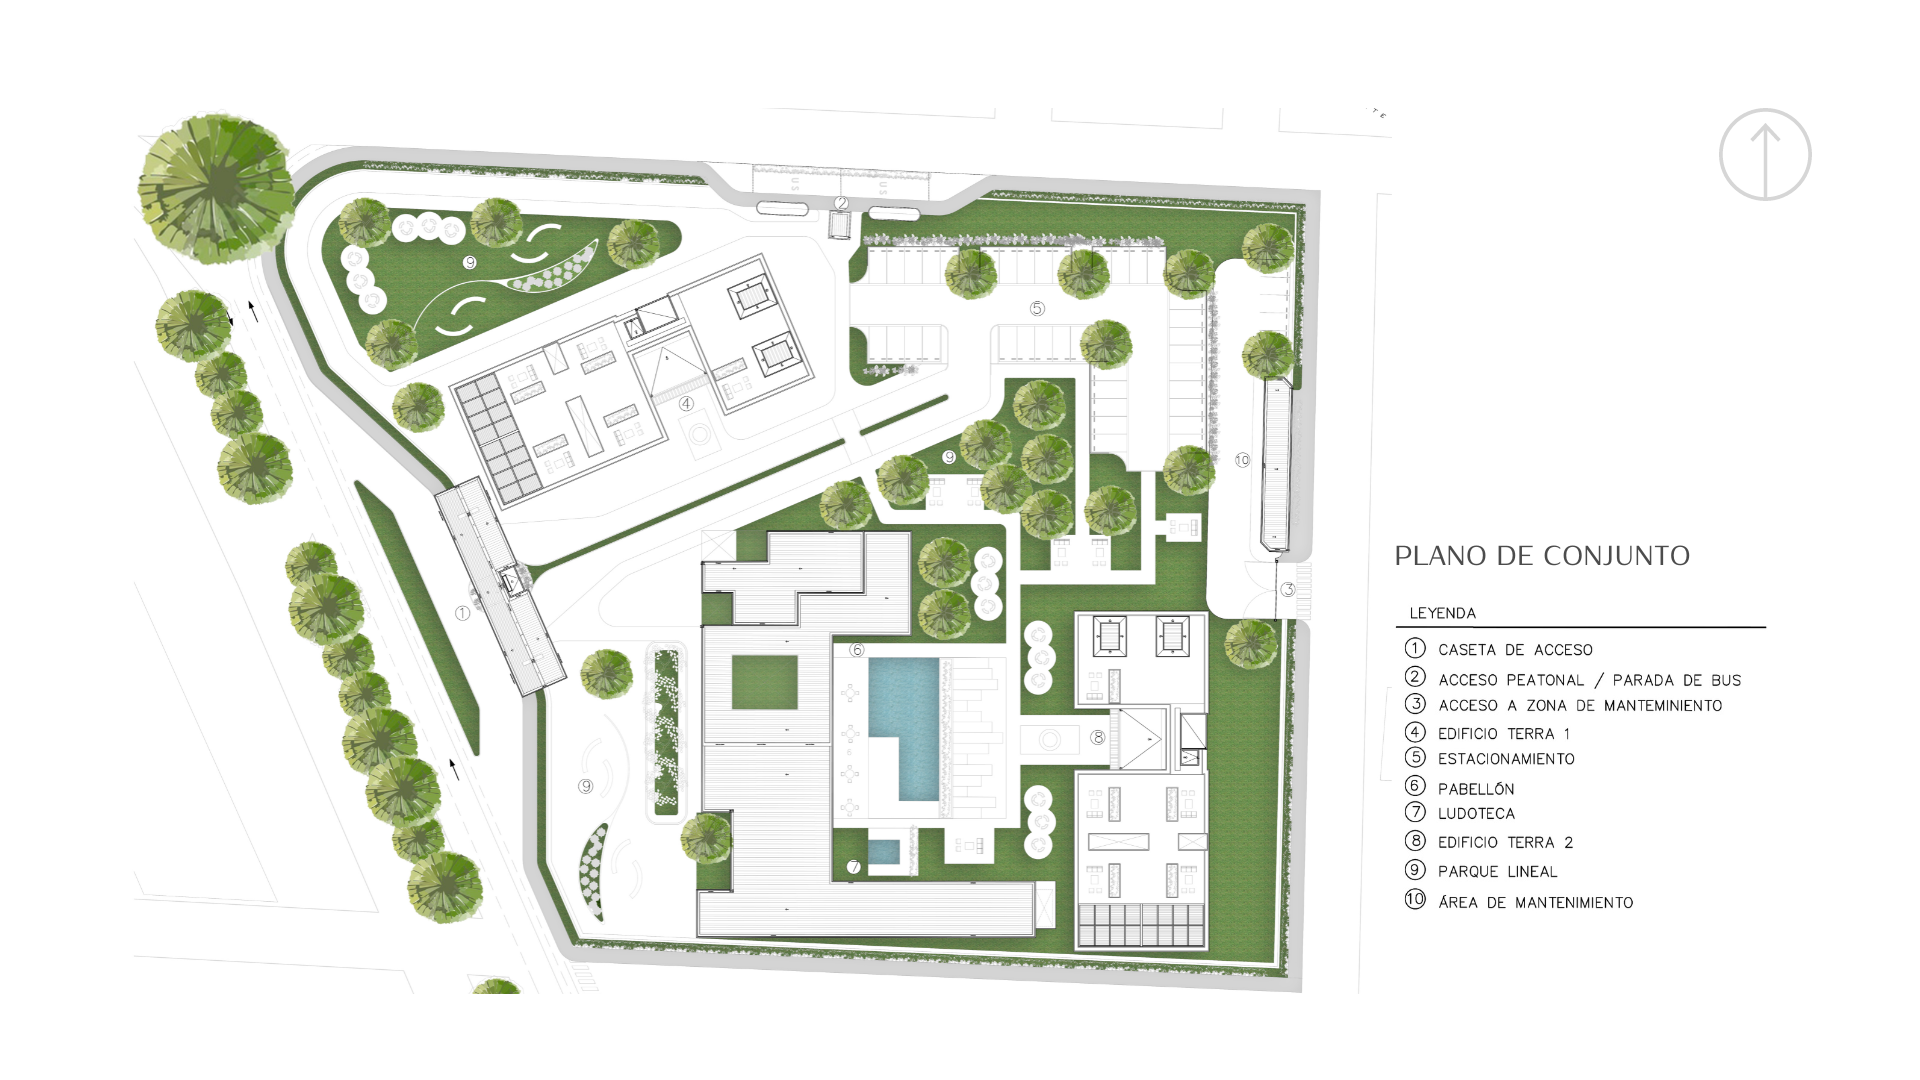 US
US
2
9
5
4
9
10
3
1
6
8
9
7
PLANO DE CONJUNTO
LEYENDA
1 CASETA DE ACCESO
2 ACCESO PEATONAL / PARADA DE BUS
3 ACCESO A ZONA DE MANTEMINIENTO
4 EDIFICIO TERRA 1
5 ESTACIONAMIENTO
6 PABELLÓN
7 LUDOTECA
8 EDIFICIO TERRA 2
9 PARQUE LINEAL
10 ÁREA DE MANTENIMIENTO